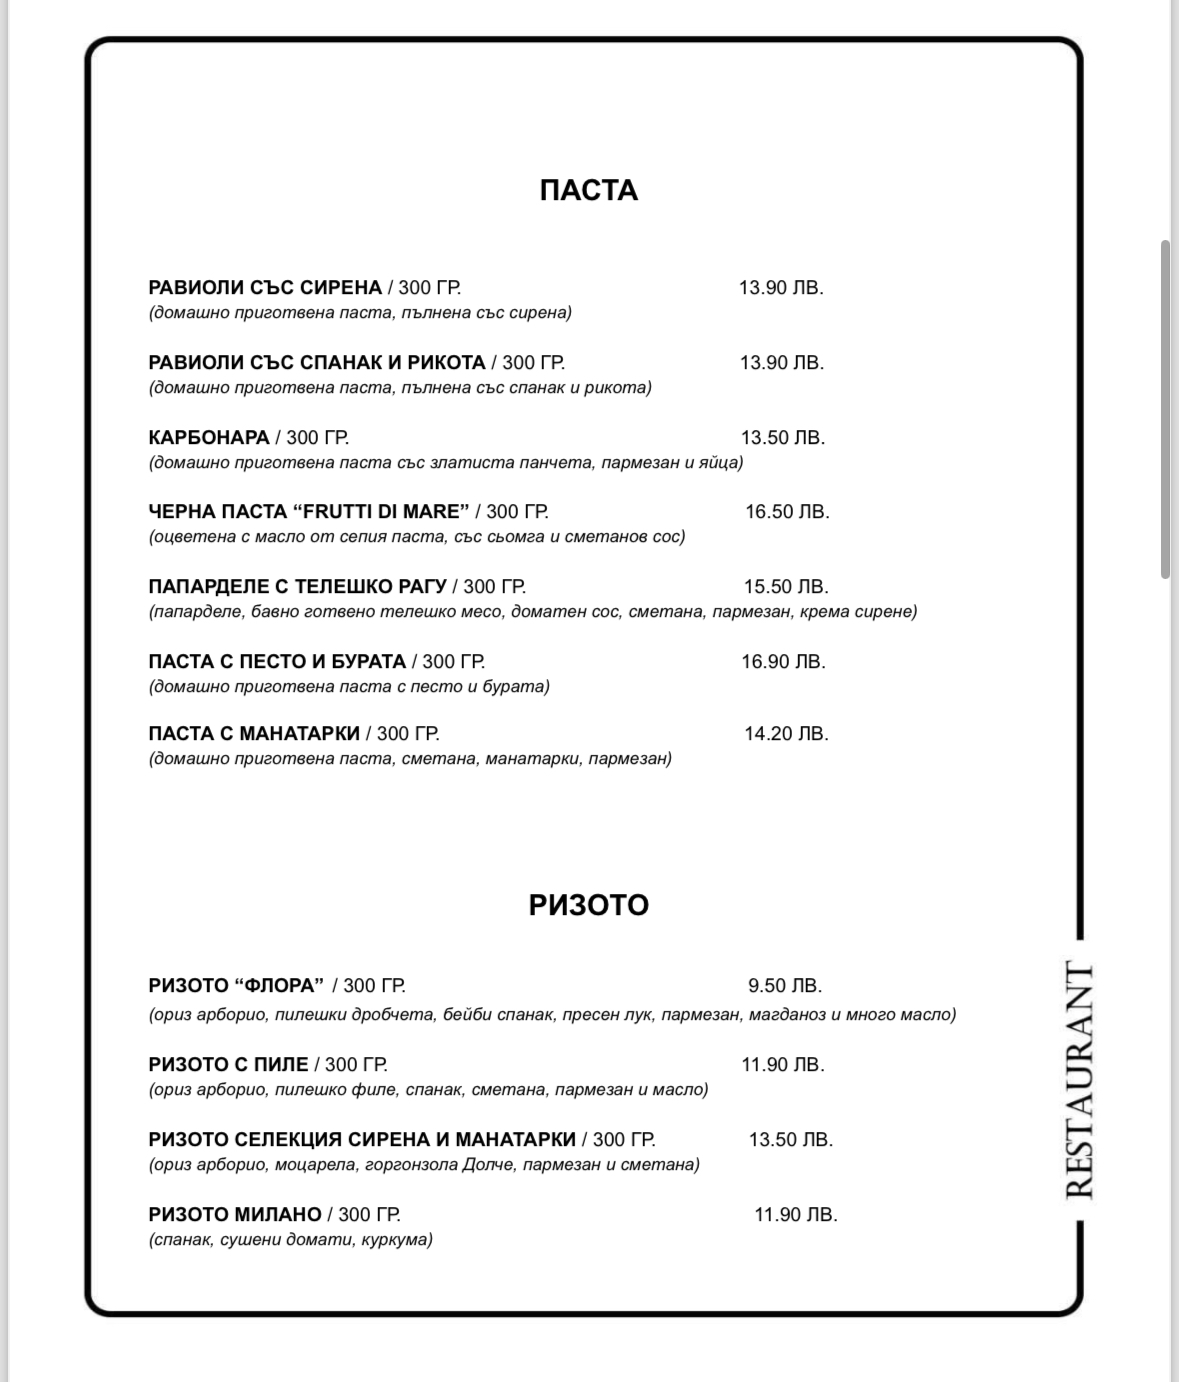 ПАСТА
РАВИОЛИ СЪС СИРЕНА / 300 ГР. 13.90 ЛВ.
(домашно приготвена паста, пълнена със сирена)
РАВИОЛИ СЪС СПАНАК И РИКОТА / 300 ГР. 13.90 ЛВ.
(домашно приготвена паста, пълнена със спанак и рикота)
КАРБОНАРА / 300 ГР. 13.50 ЛВ.
(домашно приготвена паста със златиста панчета, пармезан и яйца)
ЧЕРНА ПАСТА “FRUTTI DI MARE” / 300 ГР. 16.50 ЛВ.
(оцветена с масло от сепия паста, със сьомга и сметанов сос)
ПАПАРДЕЛЕ С ТЕЛЕШКО РАГУ / 300 ГР. 15.50 ЛВ.
(папарделе, бавно готвено телешко месо, доматен сос, сметана, пармезан, крема сирене)
ПАСТА С ПЕСТО И БУРАТА / 300 ГР. 16.90 ЛВ.
(домашно приготвена паста с песто и бурата)
ПАСТА С МАНАТАРКИ / 300 ГР. 14.20 ЛВ.
(домашно приготвена паста, сметана, манатарки, пармезан)
РИЗОТО
РИЗОТО “ФЛОРА” / 300 ГР. 9.50 ЛВ.
(ориз арборио, пилешки дробчета, бейби спанак, пресен лук, пармезан, магданоз и много масло)
РИЗОТО С ПИЛЕ / 300 ГР. 11.90 ЛВ.
(ориз арборио, пилешко филе, спанак, сметана, пармезан и масло)
РИЗОТО СЕЛЕКЦИЯ СИРЕНА И МАНАТАРКИ / 300 ГР. 13.50 ЛВ.
(ориз арборио, моцарела, горгонзола Долче, пармезан и сметана)
РИЗОТО МИЛАНО / 300 ГР. 11.90 ЛВ.
(спанак, сушени домати, куркума)
RESTAURANT